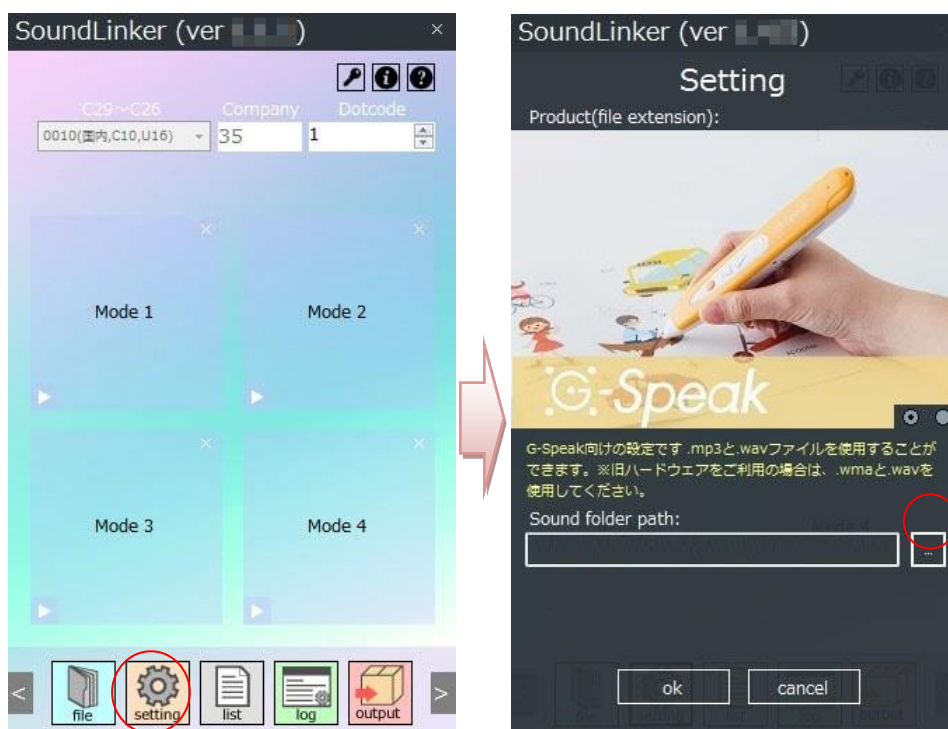 SoundLinker (ver )
C29～C26 Company Dotcode
0010(国内,C10,U16) 35 1
Mode 1 Mode 2
Mode 3 Mode 4
file setting list log output
SoundLinker (ver )
Setting
Product(file extension):
G-Speak
G-Speak向けの設定です .mp3と.wavファイルを使用することが
できます。※旧ハードウエアをご利用の場合は、.wmaと.wavを
使用してください。
Sound folder path:
...
ok cancel